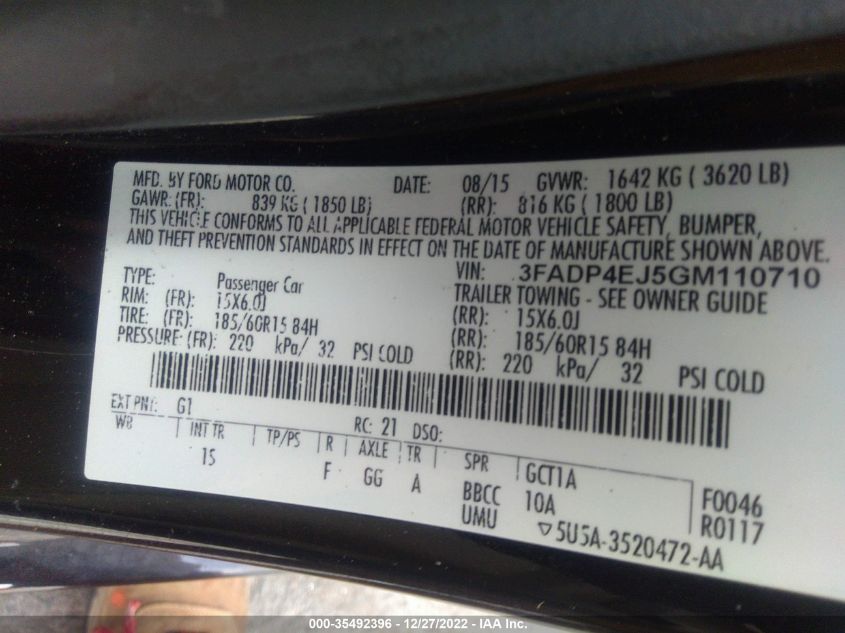 MFD. BY FORD MOTOR CO. DATE: 08/15 GVWR: 1642 KG ( 3620 LB)
GAWR: (FR): 839 KG ( 1850 LB) (RR): 816 KG ( 1800 LB)
THIS VEHICLE CONFORMS TO ALL APPLICABLE FEDERAL MOTOR VEHICLE SAFETY, BUMPER,
AND THEFT PREVENTION STANDARDS IN EFFECT ON THE DATE OF MANUFACTURE SHOWN ABOVE.
VIN: 3FADP4EJ5GM110710
TYPE: Passenger Car TRAILER TOWING - SEE OWNER GUIDE
RIM: (FR): 15X6.0J (RR): 15X6.0J
TIRE: (FR): 185/60R15 84H (RR): 185/60R15 84H
PRESSURE: (FR): 220 kPa/ 32 PSI COLD (RR): 220 kPa/ 32 PSI COLD
EXT PNT: G1 RC: 21 DSO:
WB INT TR TP/PS R AXLE TR SPR GCT1A F0046
15 F GG A BBCC 10A R0117
UMU 5U5A-3520472-AA
000-35492396 - 12/27/2022 - IAA Inc.